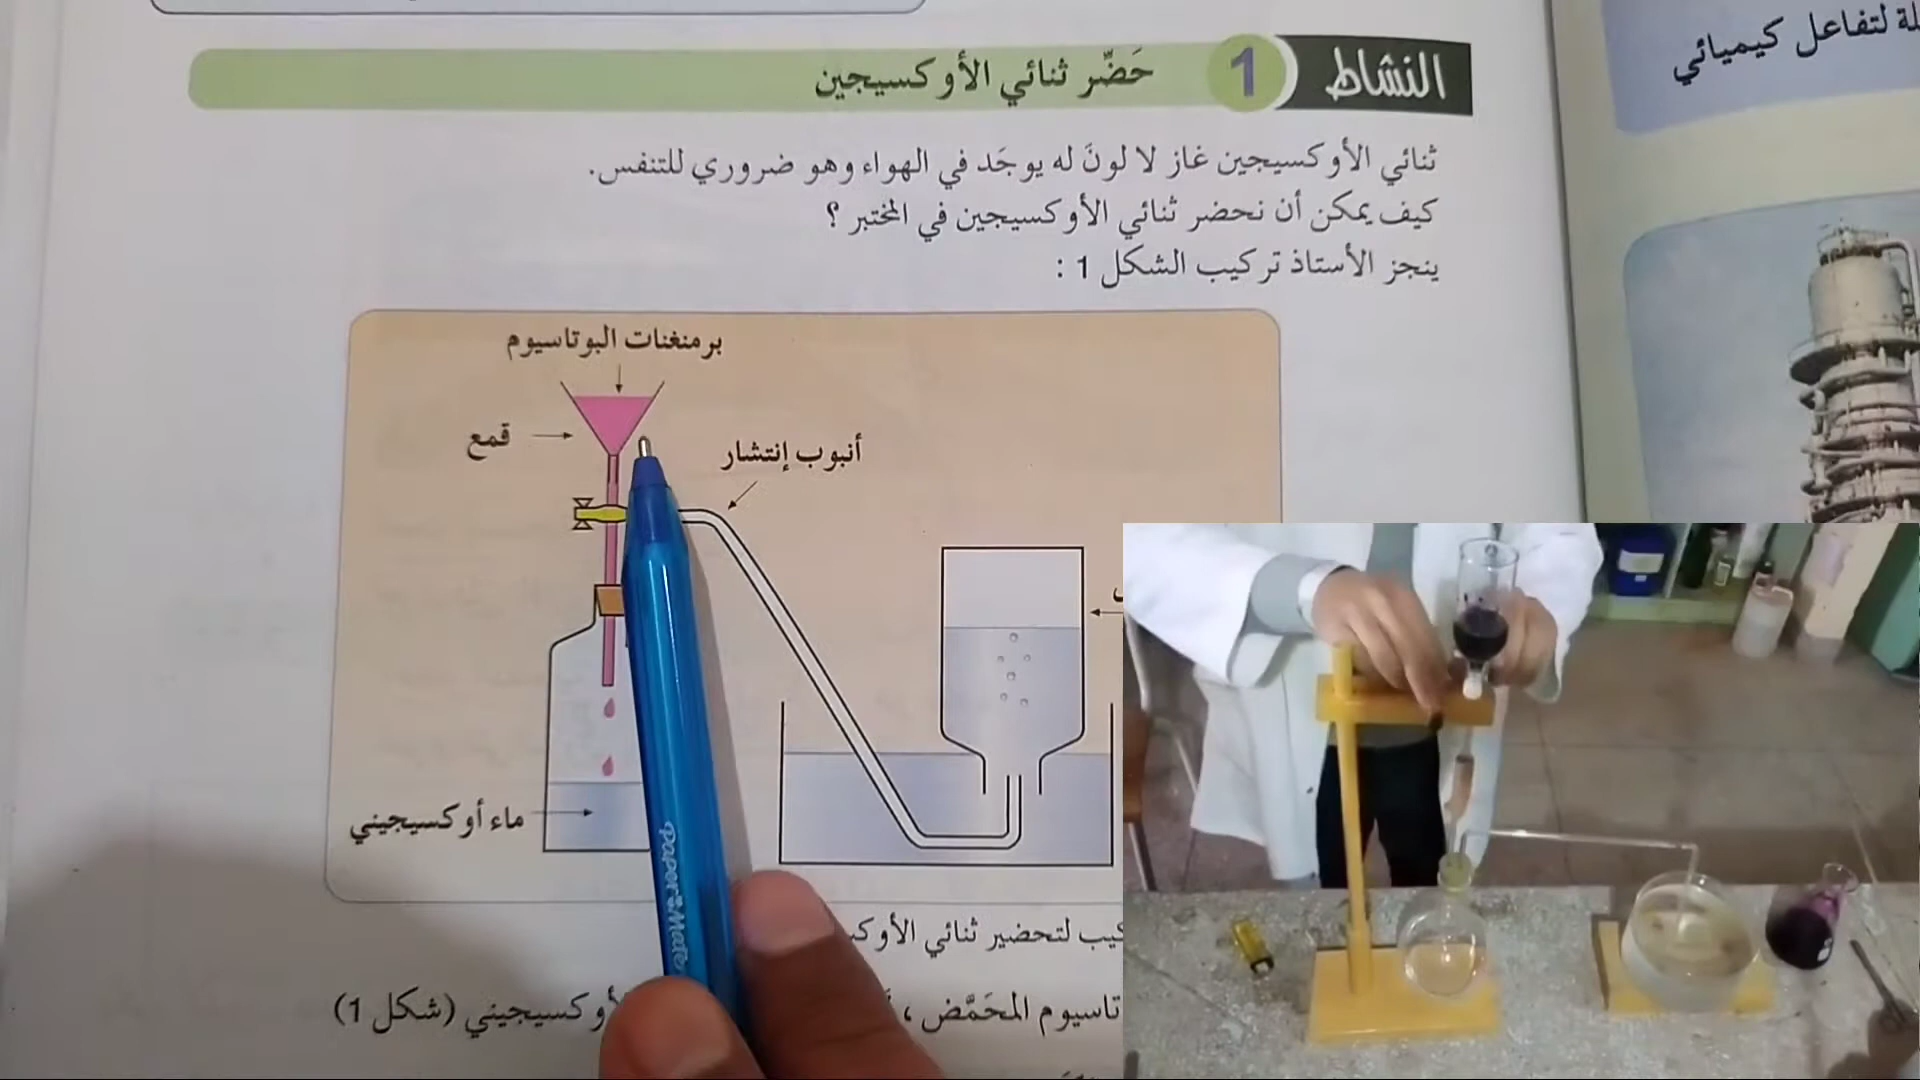 لة لتفاعل كيميائي
النشاط 1 حَضِّر ثنائي الأوكسيجين
ثنائي الأوكسيجين غاز لا لونَ له يوجَد في الهواء وهو ضروري للتنفس.
كيف يمكن أن نحضر ثنائي الأوكسيجين في المختبر ؟
ينجز الأستاذ تركيب الشكل 1 :
برمنغنات البوتاسيوم
قمع
أنبوب إنتشار
ماء أوكسيجيني
كيب لتحضير ثنائي الأوكس
تاسيوم المحَمَّض ،
أوكسيجيني (شكل 1)
PaperMate